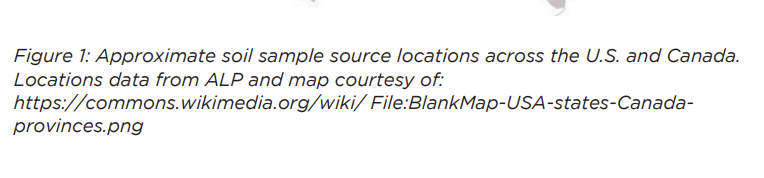 Figure 1: Approximate soil sample source locations across the U.S. and Canada.
Locations data from ALP and map courtesy of:
https://commons.wikimedia.org/wiki/ File:BlankMap-USA-states-Canada-
provinces.png